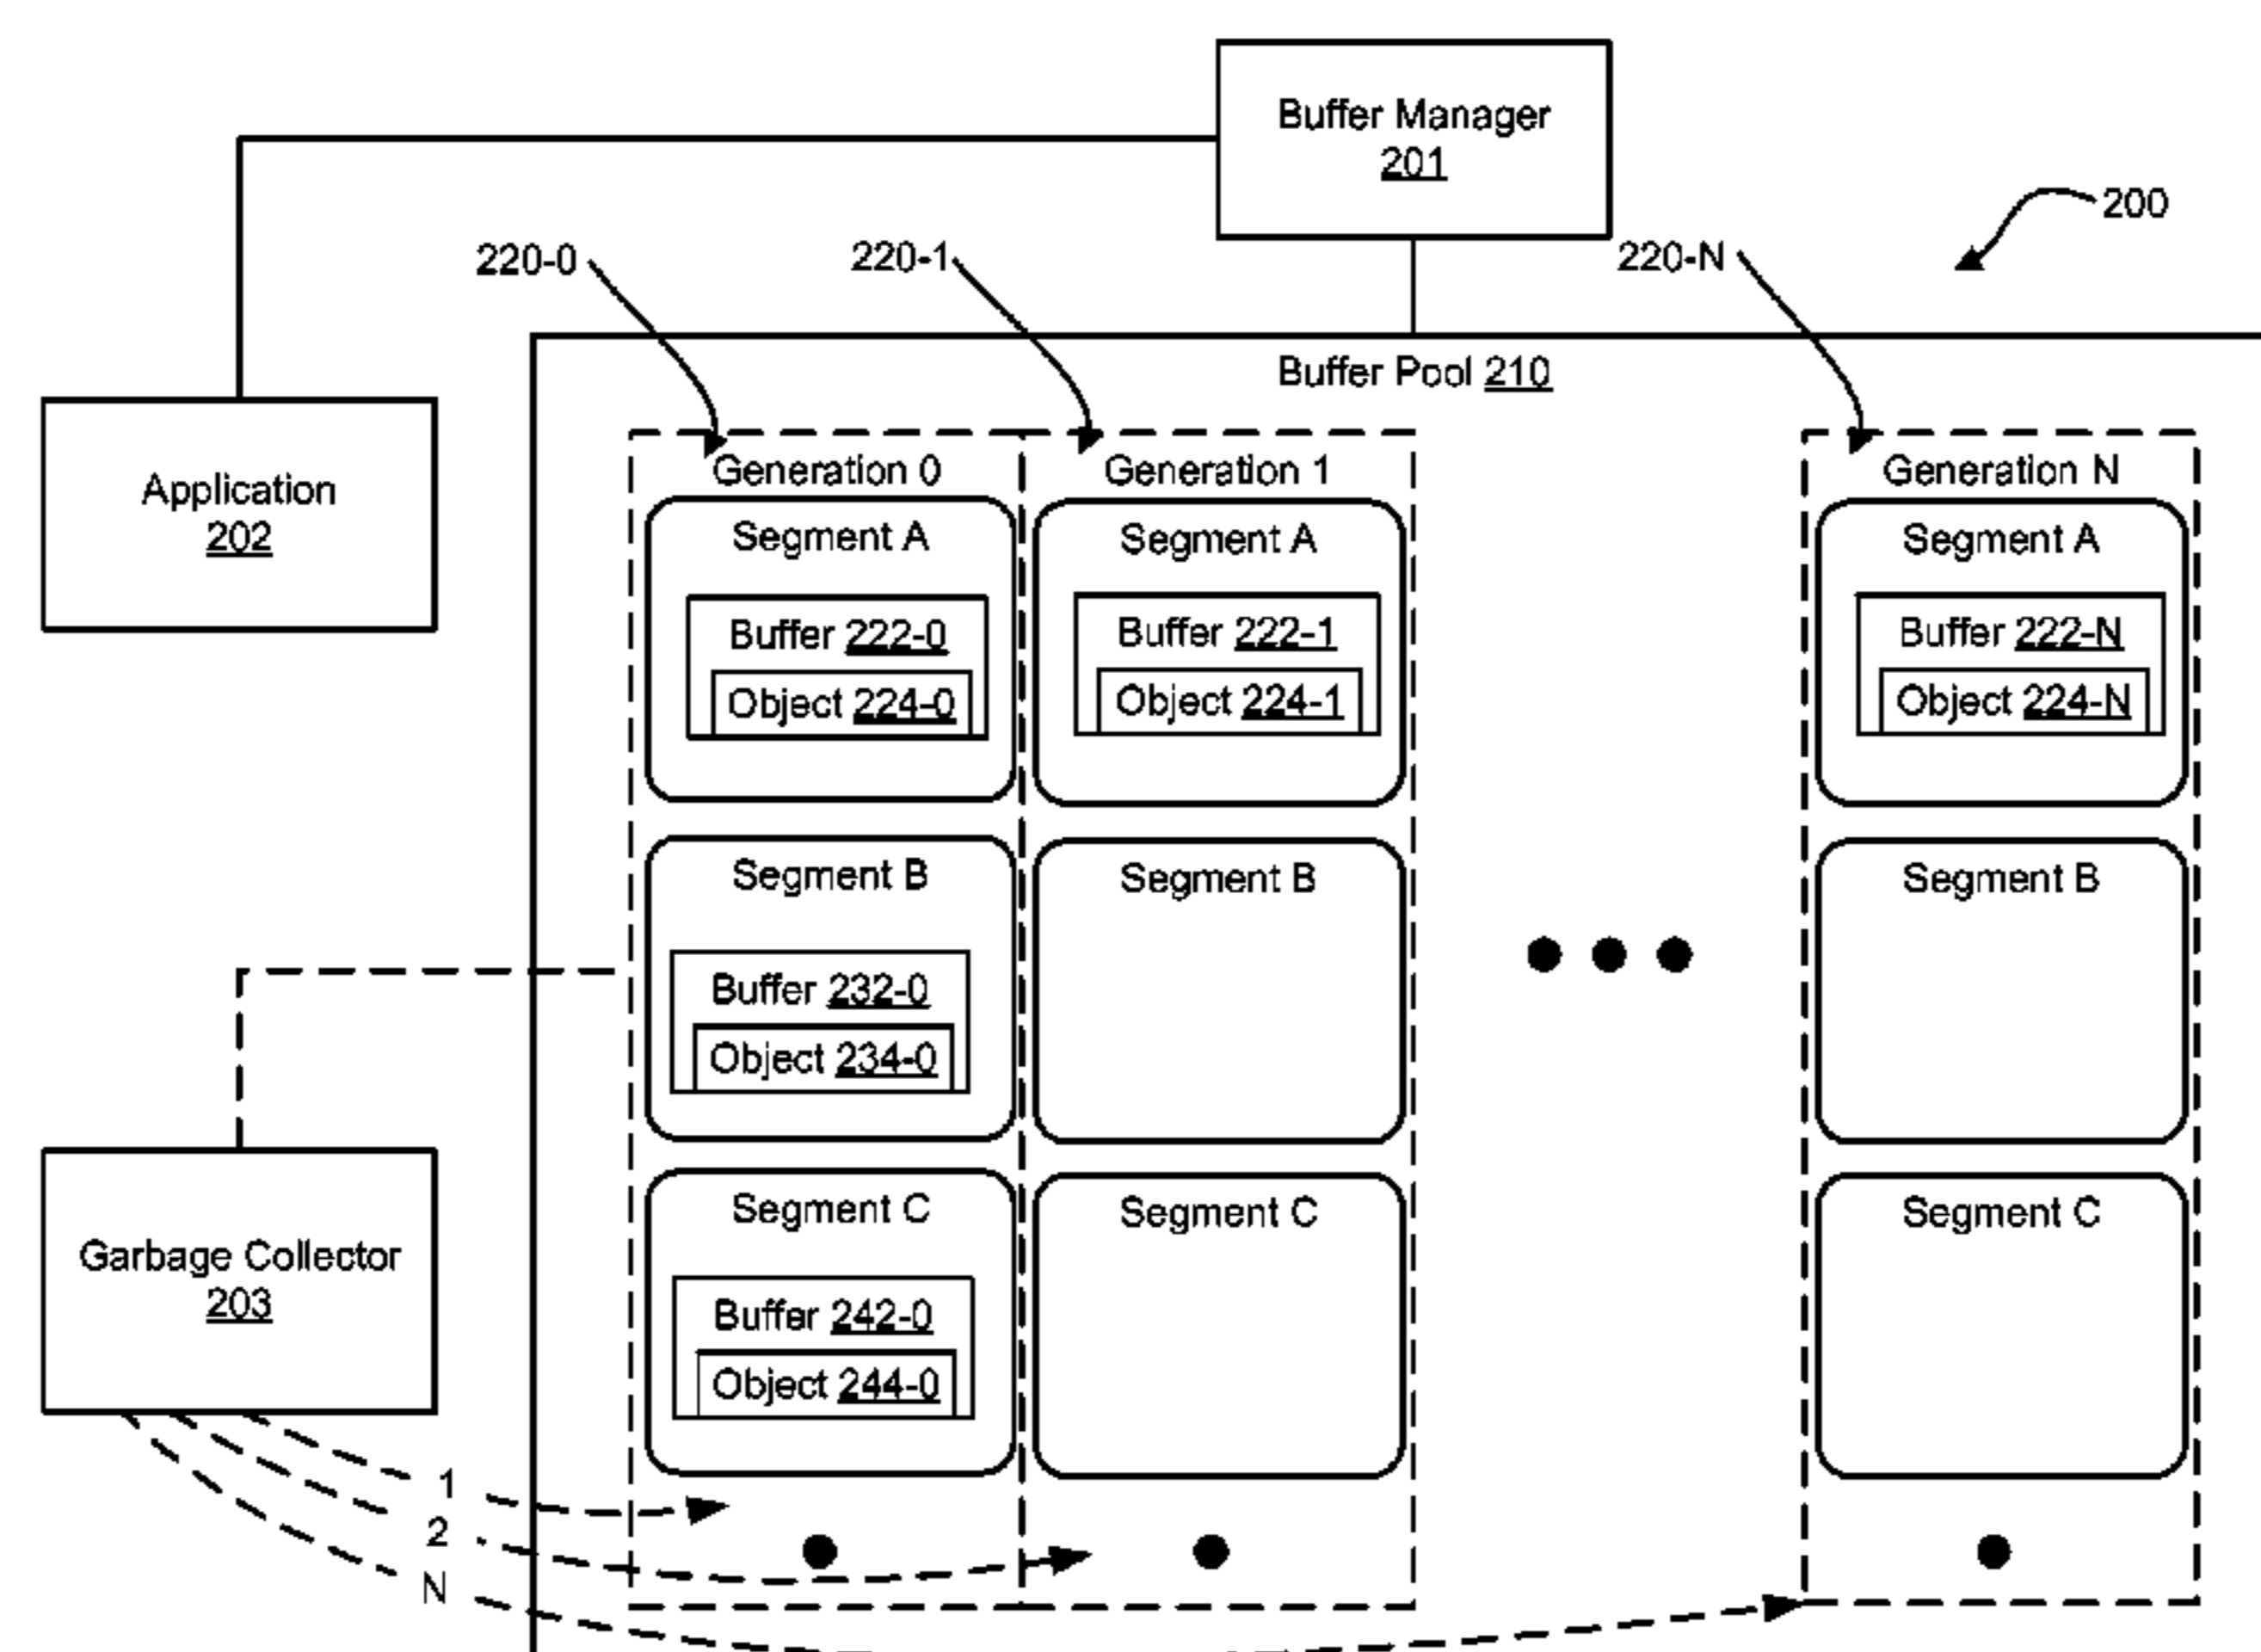 Buffer Manager
201
200
220-0
220-1
220-N
Buffer Pool 210
Application
202
Generation 0
Generation 1
Generation N
Segment A
Segment A
Segment A
Buffer 222-0
Buffer 222-1
Buffer 222-N
Object 224-0
Object 224-1
Object 224-N
Segment B
Segment B
Segment B
Buffer 232-0
Object 234-0
Garbage Collector
203
Segment C
Segment C
Segment C
Buffer 242-0
Object 244-0
1
2
N